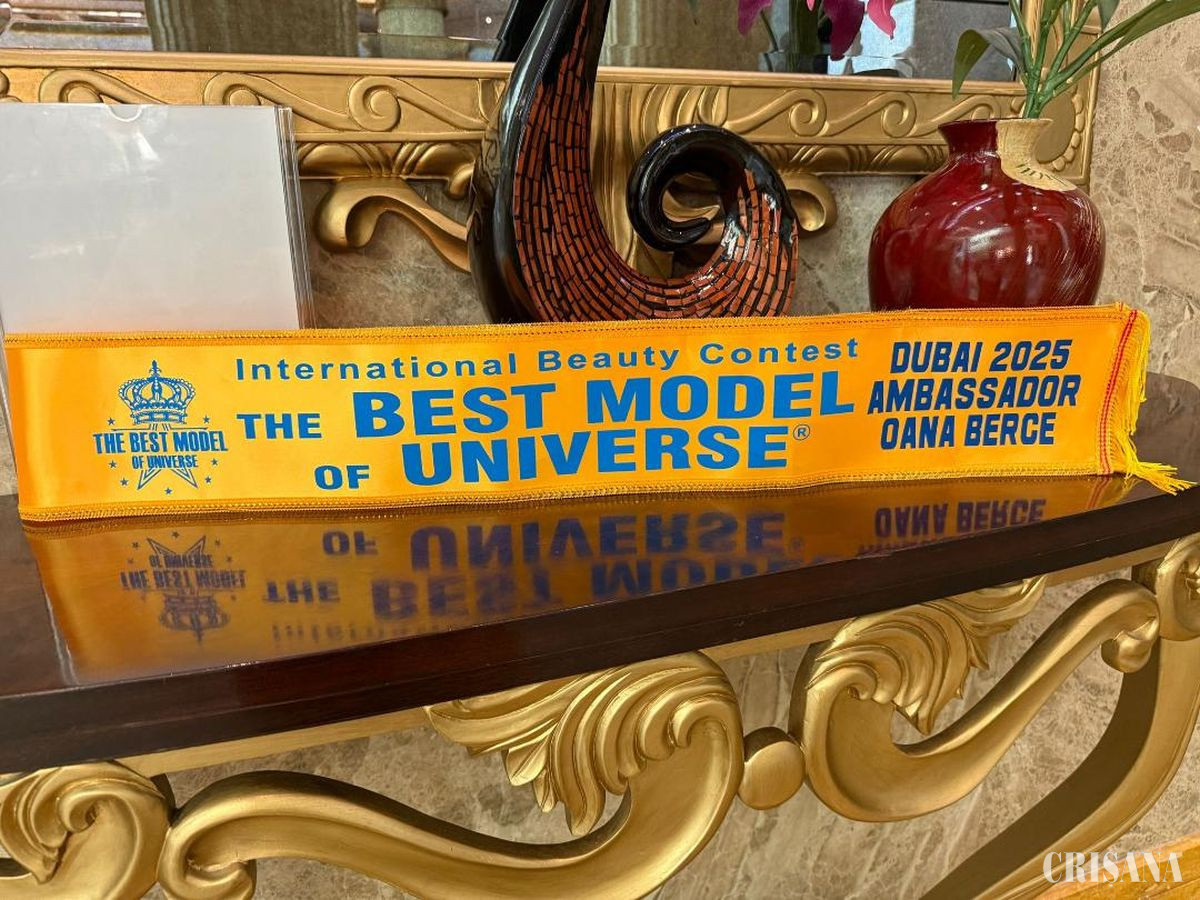 THE BEST MODEL
OF UNIVERSE
International Beauty Contest
THE BEST MODEL
OF UNIVERSE®
DUBAI 2025
AMBASSADOR
OANA BERCE
CRISANA